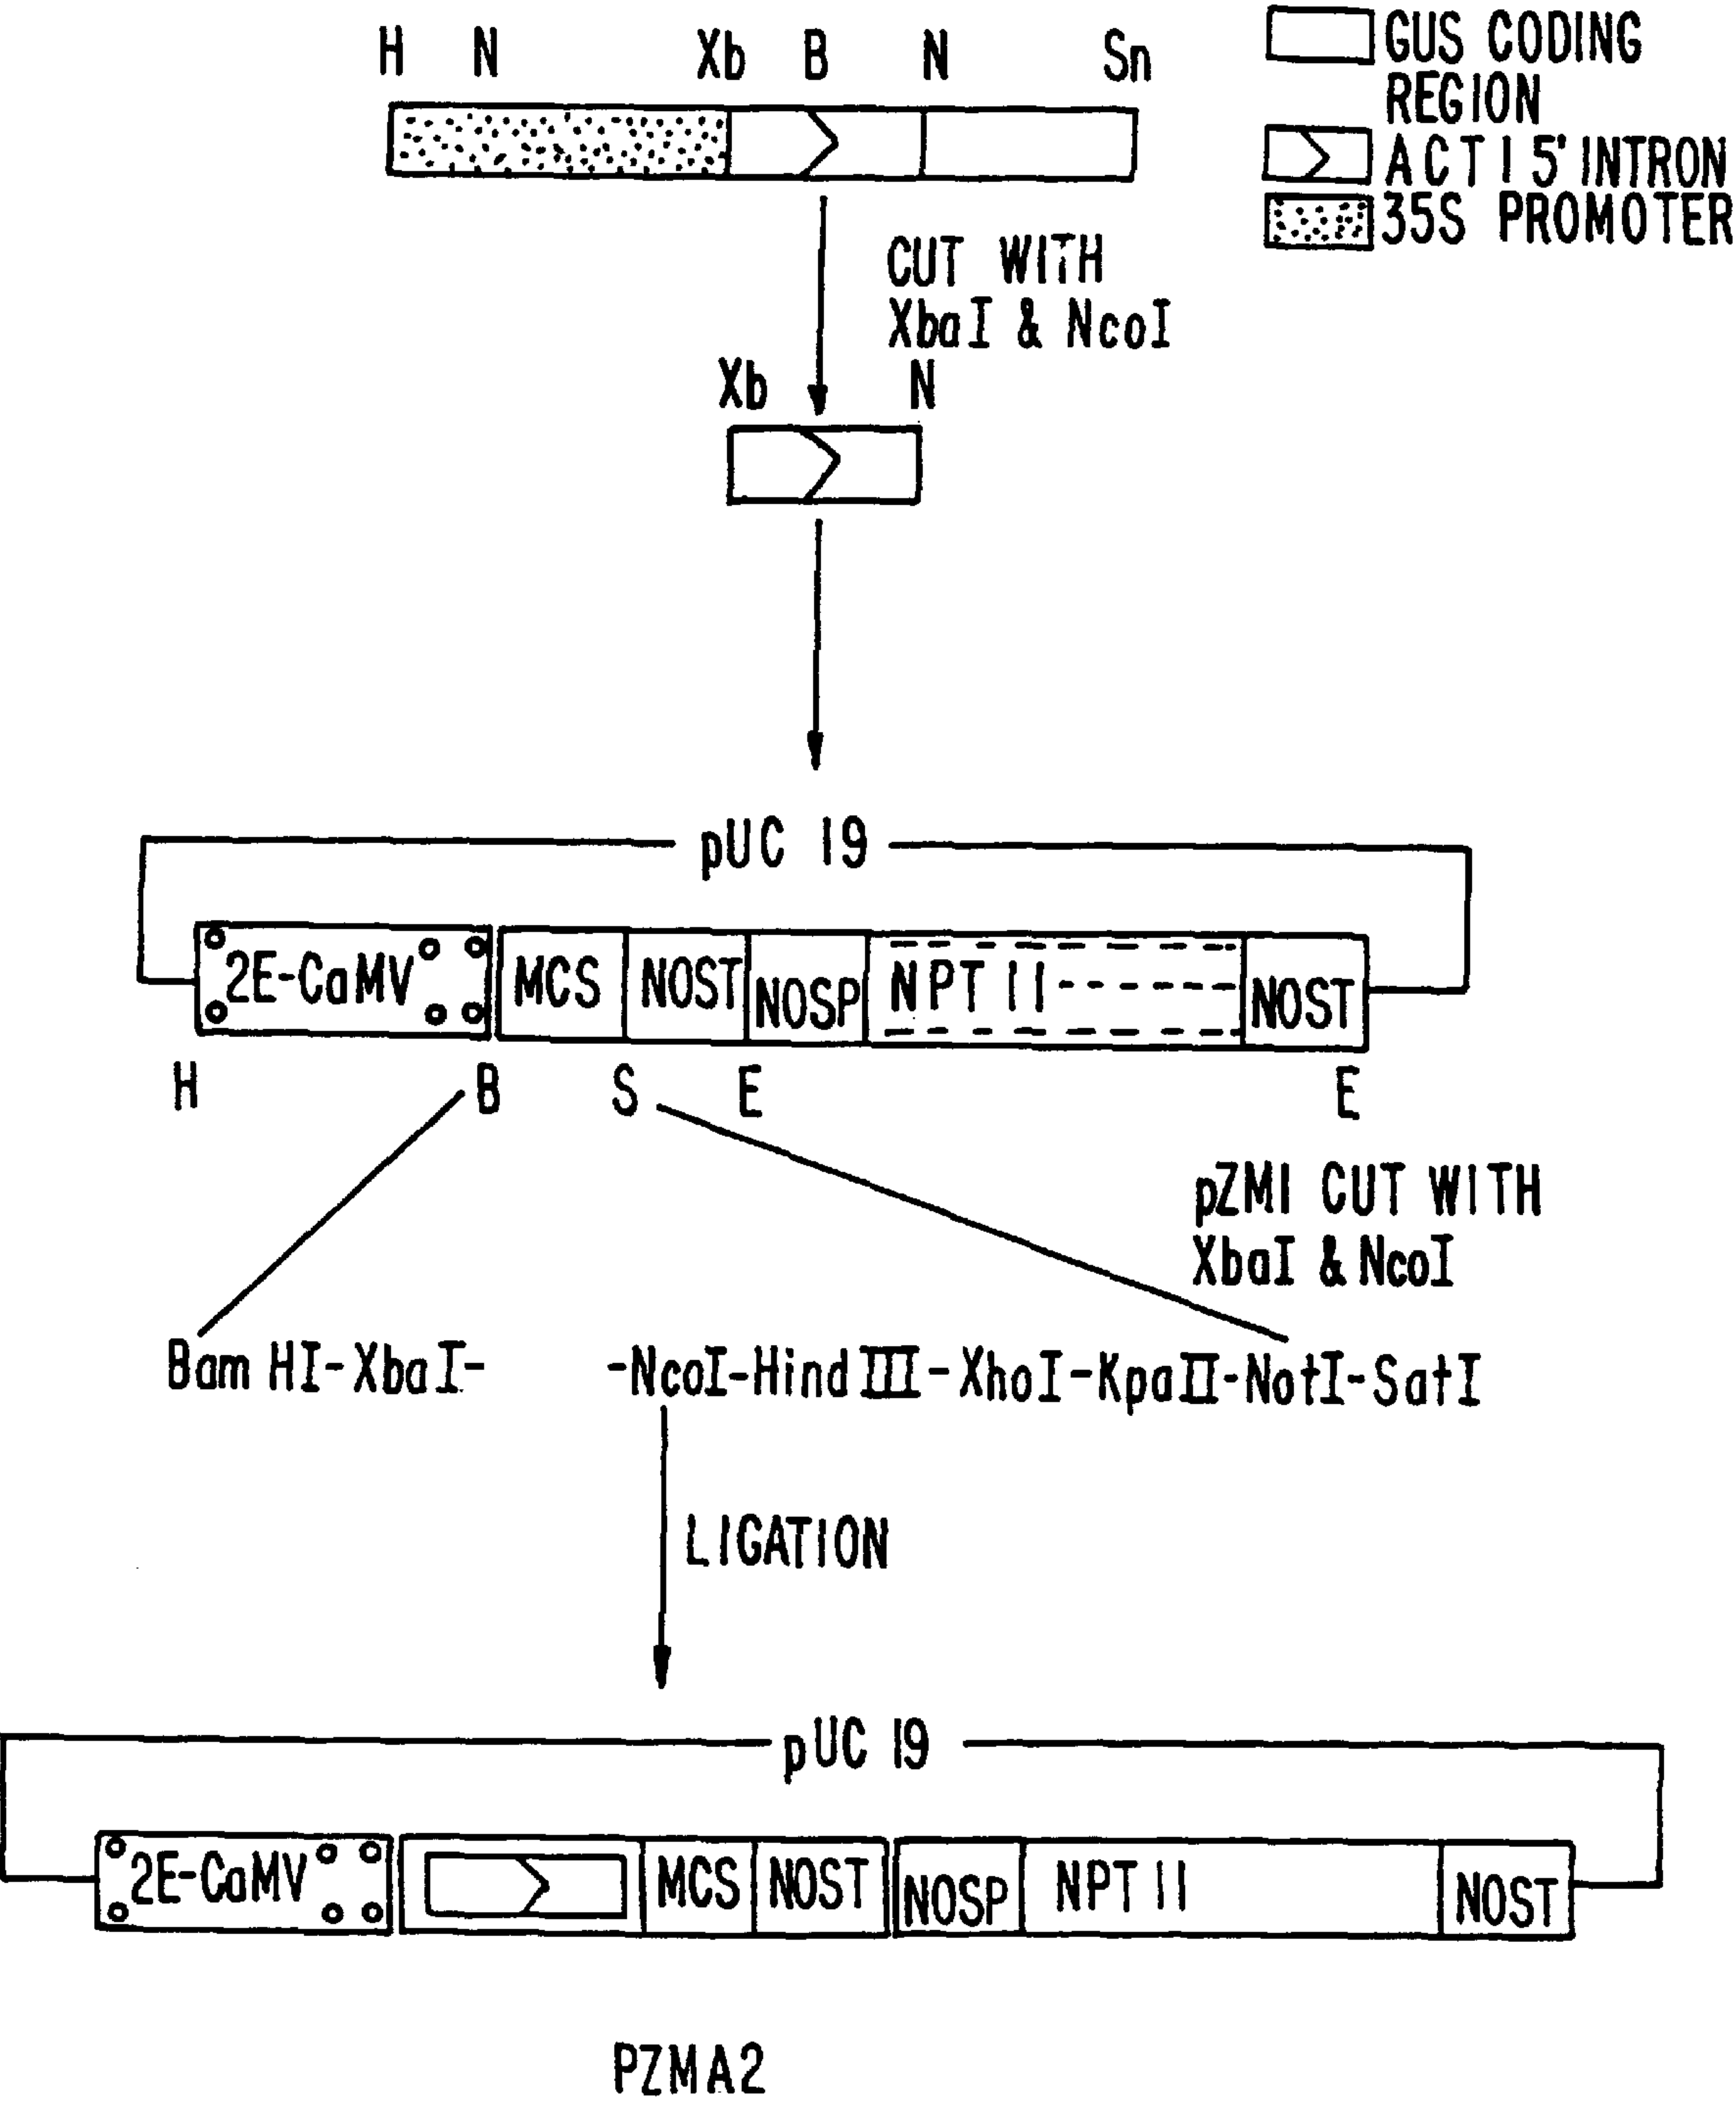 H N Xb B N Sn
GUS CODING
REGION
ACT 1 5' INTRON
35S PROMOTER
CUT WITH
XbaI & NcoI
Xb N
pUC 19
2E-CaMV MCS NOST NOSP NPT II NOST
H B S E E
pZM1 CUT WITH
XbaI & NcoI
Bam HI-XbaI- -NcoI-Hind III-XhoI-KpaII-NotI-SatI
LIGATION
pUC 19
2E-CaMV MCS NOST NOSP NPT II NOST
PZMA2